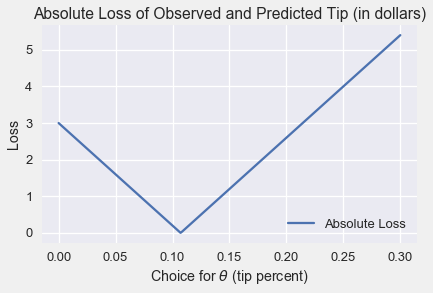 Absolute Loss of Observed and Predicted Tip (in dollars)
5
4
3
2
1
0
Loss
Absolute Loss
0.00 0.05 0.10 0.15 0.20 0.25 0.30
Choice for θ (tip percent)